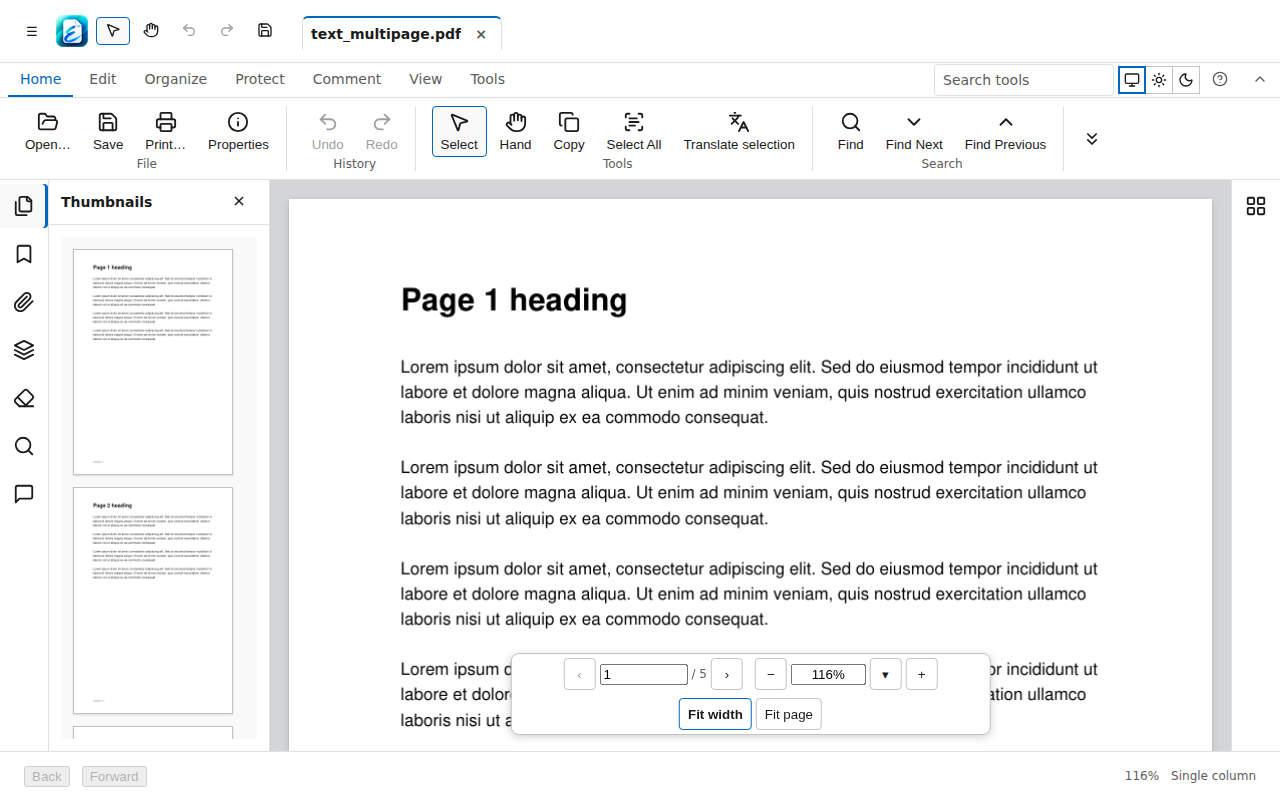 text_multipage.pdf ×
Home Edit Organize Protect Comment View Tools
Search tools
Open... Save Print... Properties
File
Undo Redo
History
Select Hand Copy Select All Translate selection
Tools
Find Find Next Find Previous
Search
Thumbnails
Page 1 heading
Page 2 heading
Page 1 heading
Lorem ipsum dolor sit amet, consectetur adipiscing elit. Sed do eiusmod tempor incididunt ut
labore et dolore magna aliqua. Ut enim ad minim veniam, quis nostrud exercitation ullamco
laboris nisi ut aliquip ex ea commodo consequat.
Lorem ipsum dolor sit amet, consectetur adipiscing elit. Sed do eiusmod tempor incididunt ut
labore et dolore magna aliqua. Ut enim ad minim veniam, quis nostrud exercitation ullamco
laboris nisi ut aliquip ex ea commodo consequat.
Lorem ipsum dolor sit amet, consectetur adipiscing elit. Sed do eiusmod tempor incididunt ut
labore et dolore magna aliqua. Ut enim ad minim veniam, quis nostrud exercitation ullamco
laboris nisi ut aliquip ex ea commodo consequat.
Lorem ipsum incididunt ut
labore et ullamco
laboris nisi ut
‹ 1 / 5 › − 116% ▾ +
Fit width Fit page
Back Forward
116% Single column